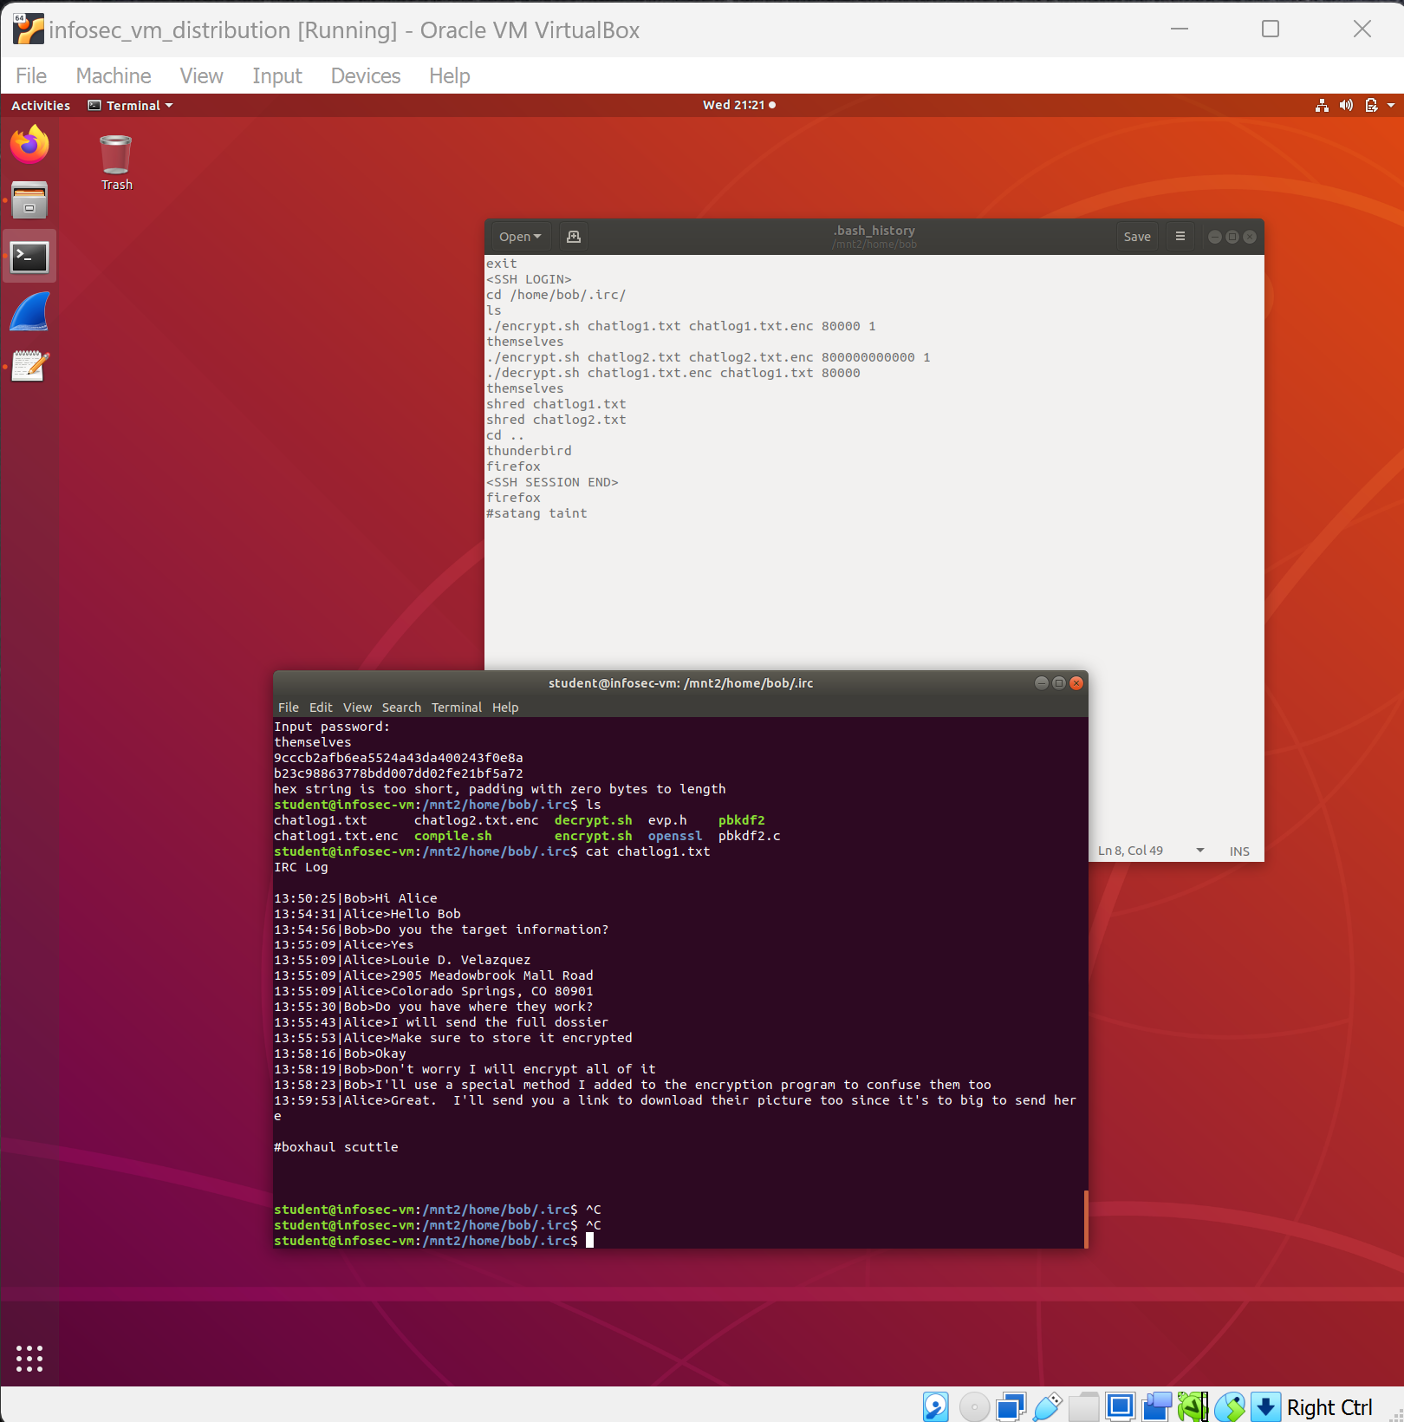 infosec_vm_distribution [Running] - Oracle VM VirtualBox
File Machine View Input Devices Help
Activities Terminal Wed 21:21
Trash
Open .bash_history Save
/mnt2/home/bob
exit
<SSH LOGIN>
cd /home/bob/.irc/
ls
./encrypt.sh chatlog1.txt chatlog1.txt.enc 80000 1
themselves
./encrypt.sh chatlog2.txt chatlog2.txt.enc 800000000000 1
./decrypt.sh chatlog1.txt.enc chatlog1.txt 80000
themselves
shred chatlog1.txt
shred chatlog2.txt
cd ..
thunderbird
firefox
<SSH SESSION END>
firefox
#satang taint
Ln 8, Col 49 INS
student@infosec-vm: /mnt2/home/bob/.irc
File Edit View Search Terminal Help
Input password:
themselves
9cccb2afb6ea5524a43da400243f0e8a
b23c98863778bdd007dd02fe21bf5a72
hex string is too short, padding with zero bytes to length
student@infosec-vm:/mnt2/home/bob/.irc$ ls
chatlog1.txt chatlog2.txt.enc decrypt.sh evp.h pbkdf2
chatlog1.txt.enc compile.sh encrypt.sh openssl pbkdf2.c
student@infosec-vm:/mnt2/home/bob/.irc$ cat chatlog1.txt
IRC Log
13:50:25|Bob>Hi Alice
13:54:31|Alice>Hello Bob
13:54:56|Bob>Do you the target information?
13:55:09|Alice>Yes
13:55:09|Alice>Louie D. Velazquez
13:55:09|Alice>2905 Meadowbrook Mall Road
13:55:09|Alice>Colorado Springs, CO 80901
13:55:30|Bob>Do you have where they work?
13:55:43|Alice>I will send the full dossier
13:55:53|Alice>Make sure to store it encrypted
13:58:16|Bob>Okay
13:58:19|Bob>Don't worry I will encrypt all of it
13:58:23|Bob>I'll use a special method I added to the encryption program to confuse them too
13:59:53|Alice>Great.  I'll send you a link to download their picture too since it's to big to send her
e
#boxhaul scuttle
student@infosec-vm:/mnt2/home/bob/.irc$ ^C
student@infosec-vm:/mnt2/home/bob/.irc$ ^C
student@infosec-vm:/mnt2/home/bob/.irc$
Right Ctrl